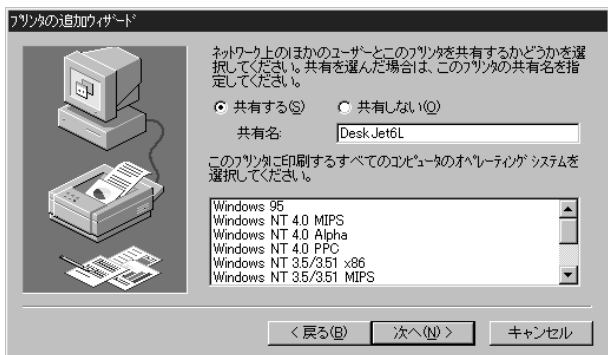 ﾌﾟﾘﾝﾀの追加ｳｨｻﾞｰﾄﾞ
ﾈｯﾄﾜｰｸ上のほかのﾕｰｻﾞｰとこのﾌﾟﾘﾝﾀを共有するかどうかを選
択してください。共有を選んだ場合は、このﾌﾟﾘﾝﾀの共有名を指
定してください。
共有する(S) 共有しない(O)
共有名: DeskJet6L
このﾌﾟﾘﾝﾀに印刷するすべてのｺﾝﾋﾟｭｰﾀのｵﾍﾟﾚｰﾃｨﾝｸﾞ ｼｽﾃﾑを
選択してください。
Windows 95
Windows NT 4.0 MIPS
Windows NT 4.0 Alpha
Windows NT 4.0 PPC
Windows NT 3.5/3.51 x86
Windows NT 3.5/3.51 MIPS
< 戻る(B) 次へ(N) > キャンセル